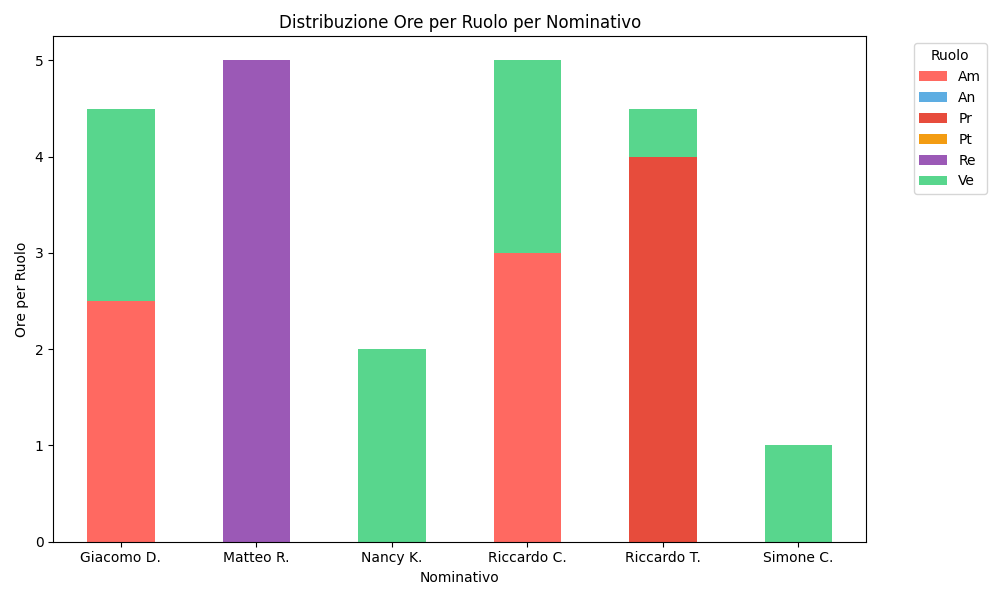 Distribuzione Ore per Ruolo per Nominativo
Ore per Ruolo
5
4
3
2
1
0
Giacomo D.
Matteo R.
Nancy K.
Riccardo C.
Riccardo T.
Simone C.
Nominativo
Ruolo
Am
An
Pr
Pt
Re
Ve